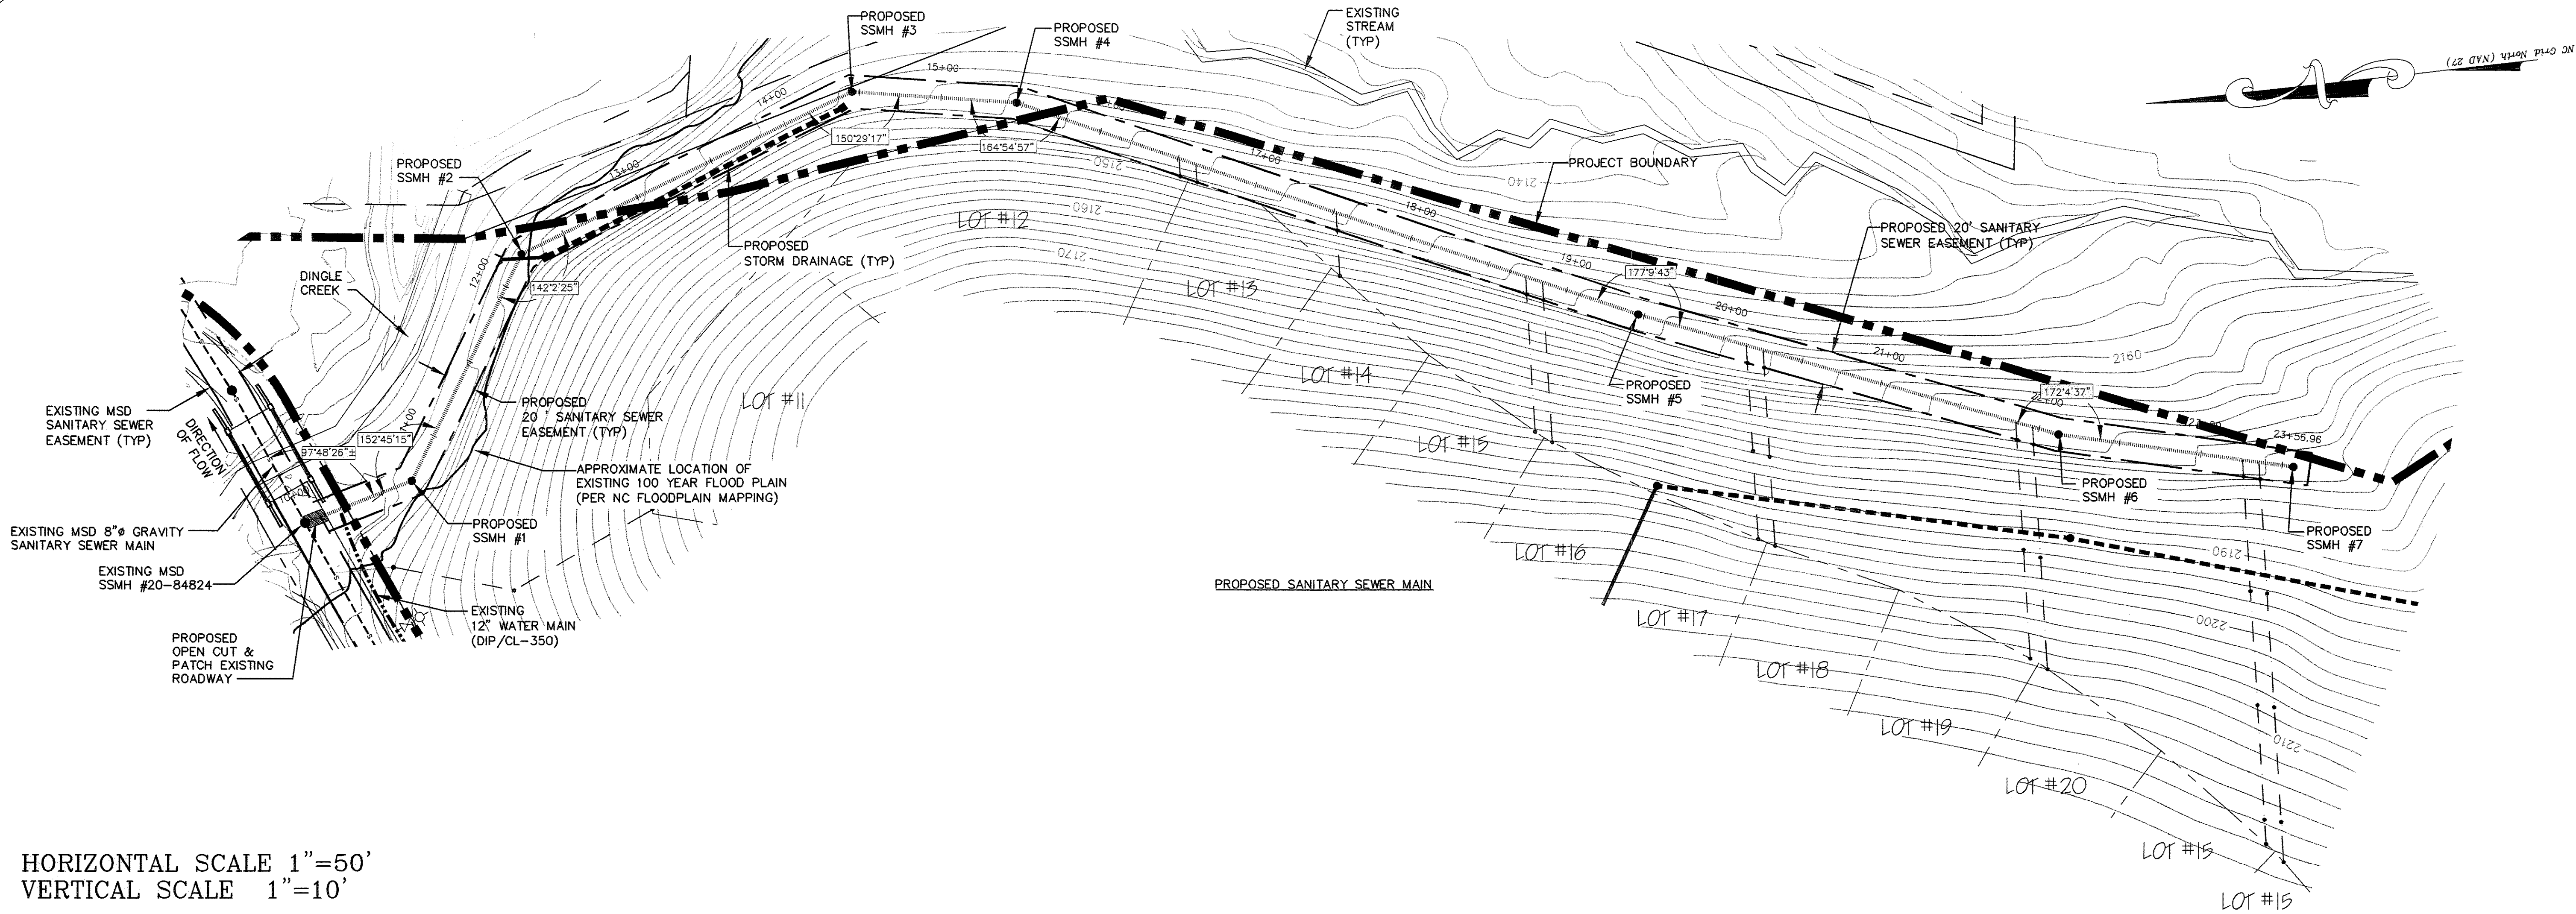 PROPOSED
SSMH #3
PROPOSED
SSMH #4
EXISTING
STREAM
(TYP)
NC Grid North (NAD 27)
N
15+00
14+00
150°29'17"
164°54'57"
13+00
PROPOSED
SSMH #2
2150
2160
2170
LOT #12
17+00
2140
PROJECT BOUNDARY
18+00
PROPOSED 20' SANITARY
SEWER EASEMENT (TYP)
PROPOSED
STORM DRAINAGE (TYP)
DINGLE
CREEK
12+00
142°2'25"
LOT #13
19+00
177°9'43"
20+00
21+00
2160
LOT #14
LOT #11
PROPOSED
SSMH #5
172°4'37"
22+00
23+56.96
EXISTING MSD
SANITARY SEWER
EASEMENT (TYP)
DIRECTION
OF FLOW
PROPOSED
20 ' SANITARY SEWER
EASEMENT (TYP)
152°45'15"
97°48'26"±
10+00
LOT #15
APPROXIMATE LOCATION OF
EXISTING 100 YEAR FLOOD PLAIN
(PER NC FLOODPLAIN MAPPING)
PROPOSED
SSMH #6
EXISTING MSD 8"ø GRAVITY
SANITARY SEWER MAIN
PROPOSED
SSMH #1
PROPOSED
SSMH #7
LOT #16
2190
EXISTING MSD
SSMH #20-84824
PROPOSED SANITARY SEWER MAIN
EXISTING
12" WATER MAIN
(DIP/CL-350)
LOT #17
2200
PROPOSED
OPEN CUT &
PATCH EXISTING
ROADWAY
LOT #18
LOT #19
2210
LOT #20
LOT #15
LOT #15
HORIZONTAL SCALE 1"=50'
VERTICAL SCALE 1"=10'